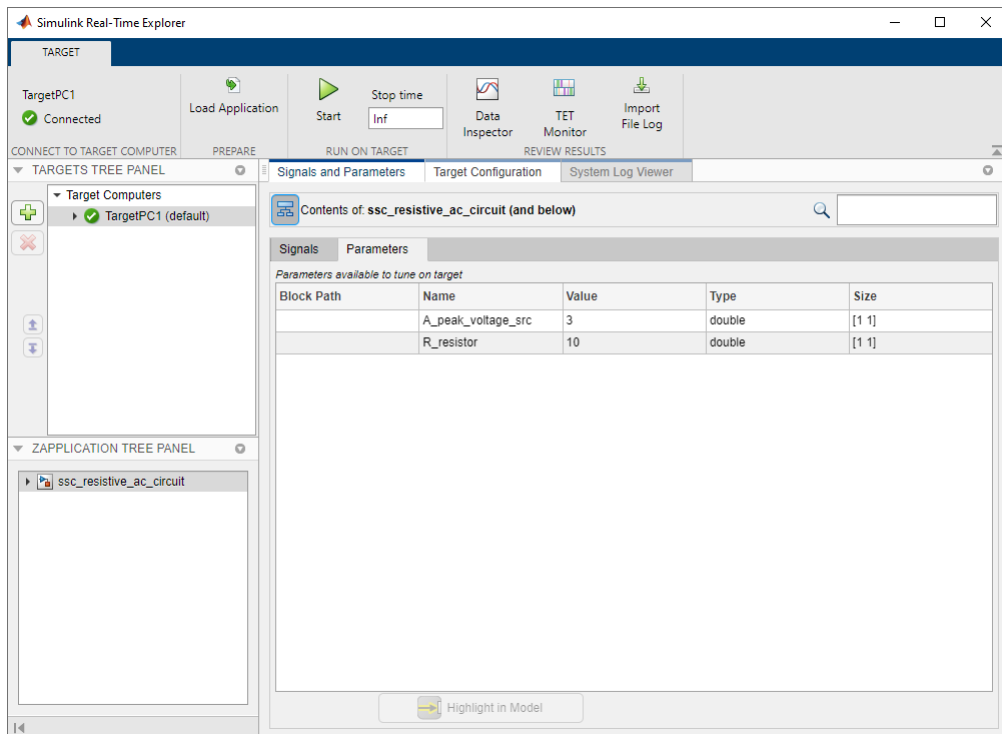 Simulink Real-Time Explorer
TARGET
TargetPC1
Connected
CONNECT TO TARGET COMPUTER
Load Application
PREPARE
Start
Stop time
Inf
RUN ON TARGET
Data
Inspector
TET
Monitor
Import
File Log
REVIEW RESULTS
TARGETS TREE PANEL
Target Computers
TargetPC1 (default)
ZAPPLICATION TREE PANEL
ssc_resistive_ac_circuit
Signals and Parameters Target Configuration System Log Viewer
Contents of: ssc_resistive_ac_circuit (and below)
Signals Parameters
Parameters available to tune on target
Block Path Name Value Type Size
A_peak_voltage_src 3 double [1 1]
R_resistor 10 double [1 1]
Highlight in Model